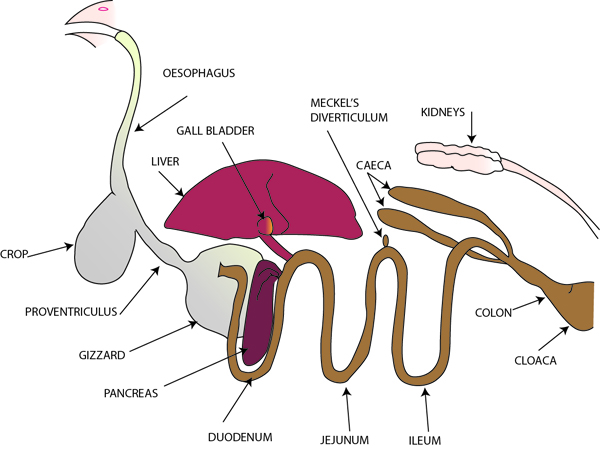 OESOPHAGUS
MECKEL'S
DIVERTICULUM
KIDNEYS
GALL BLADDER
LIVER
CAECA
CROP
PROVENTRICULUS
COLON
GIZZARD
CLOACA
PANCREAS
DUODENUM
JEJUNUM
ILEUM